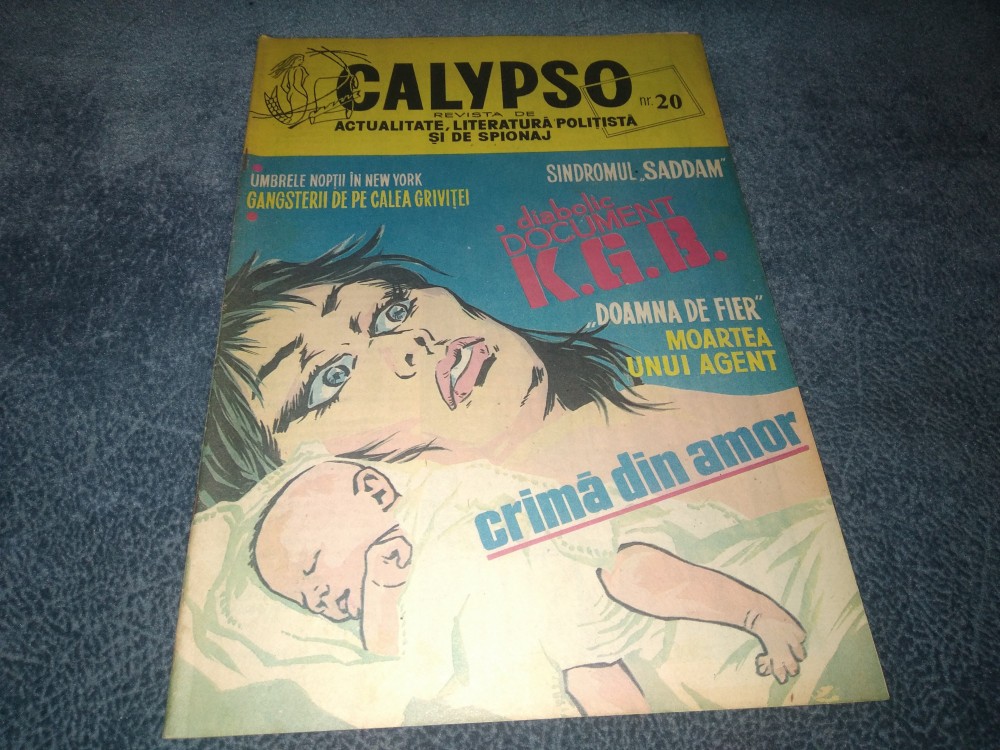 CALYPSO
nr. 20
REVISTA DE
ACTUALITATE, LITERATURĂ POLIȚISTĂ
ȘI DE SPIONAJ
UMBRELE NOPȚII ÎN NEW YORK
GANGSTERII DE PE CALEA GRIVIȚEI
SINDROMUL „SADDAM"
diabolic
DOCUMENT
K.G.B.
„DOAMNA DE FIER"
MOARTEA
UNUI AGENT
crimă din amor